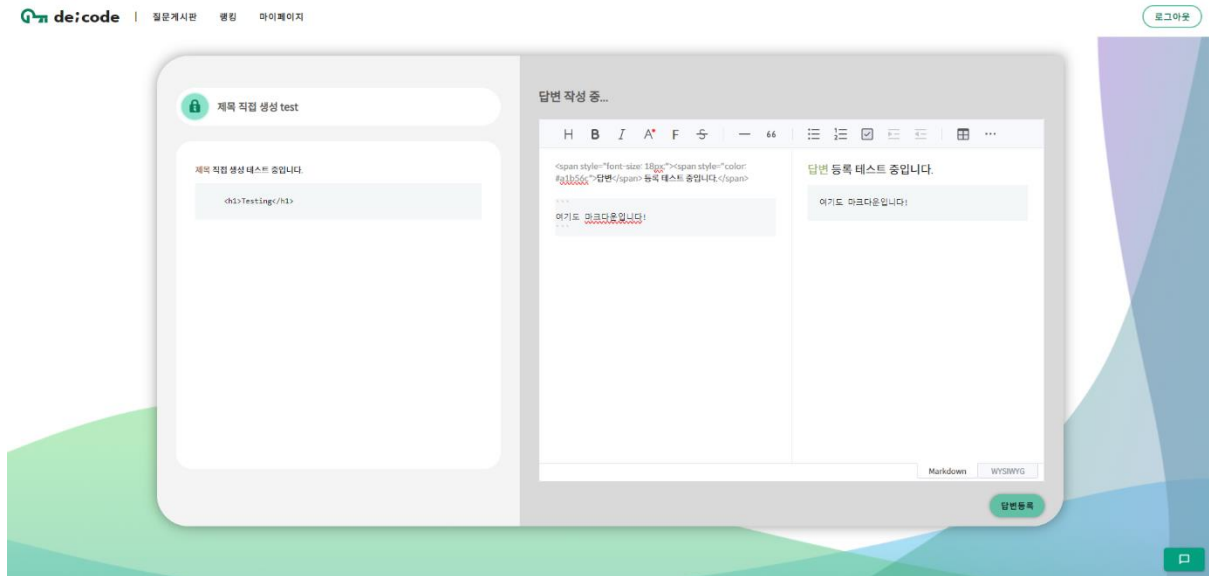 de;code | 질문게시판 랭킹 마이페이지 로그아웃
제목 직접 생성 test
제목 직접 생성 테스트 중입니다.
<h1>Testing</h1>
답변 작성 중...
H B I A F S — 66
<span style="font-size: 18px;"><span style="color:
#a1b56c">답변</span> 등록 테스트 중입니다.</span>
```
여기도 마크다운입니다!
```
답변 등록 테스트 중입니다.
여기도 마크다운입니다!
Markdown WYSIWYG
답변등록